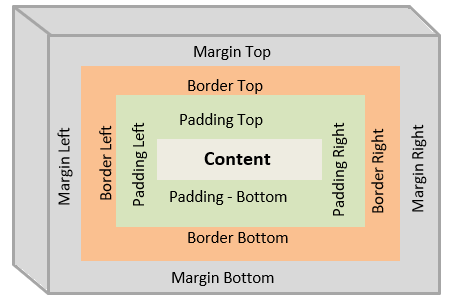 Margin Top
Border Top
Padding Top
Margin Left
Border Left
Padding Left
Content
Padding Right
Border Right
Margin Right
Padding - Bottom
Border Bottom
Margin Bottom